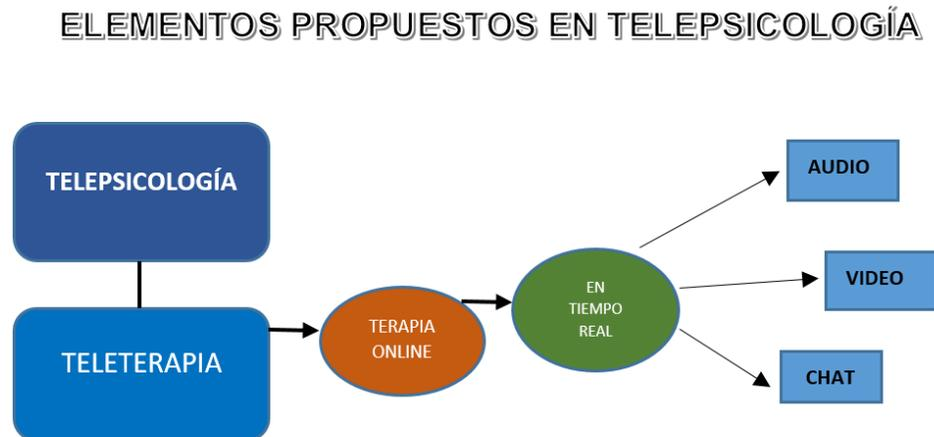 ELEMENTOS PROPUESTOS EN TELEPSICOLOGÍA
TELEPSICOLOGÍA
TELETERAPIA
TERAPIA
ONLINE
EN
TIEMPO
REAL
AUDIO
VIDEO
CHAT